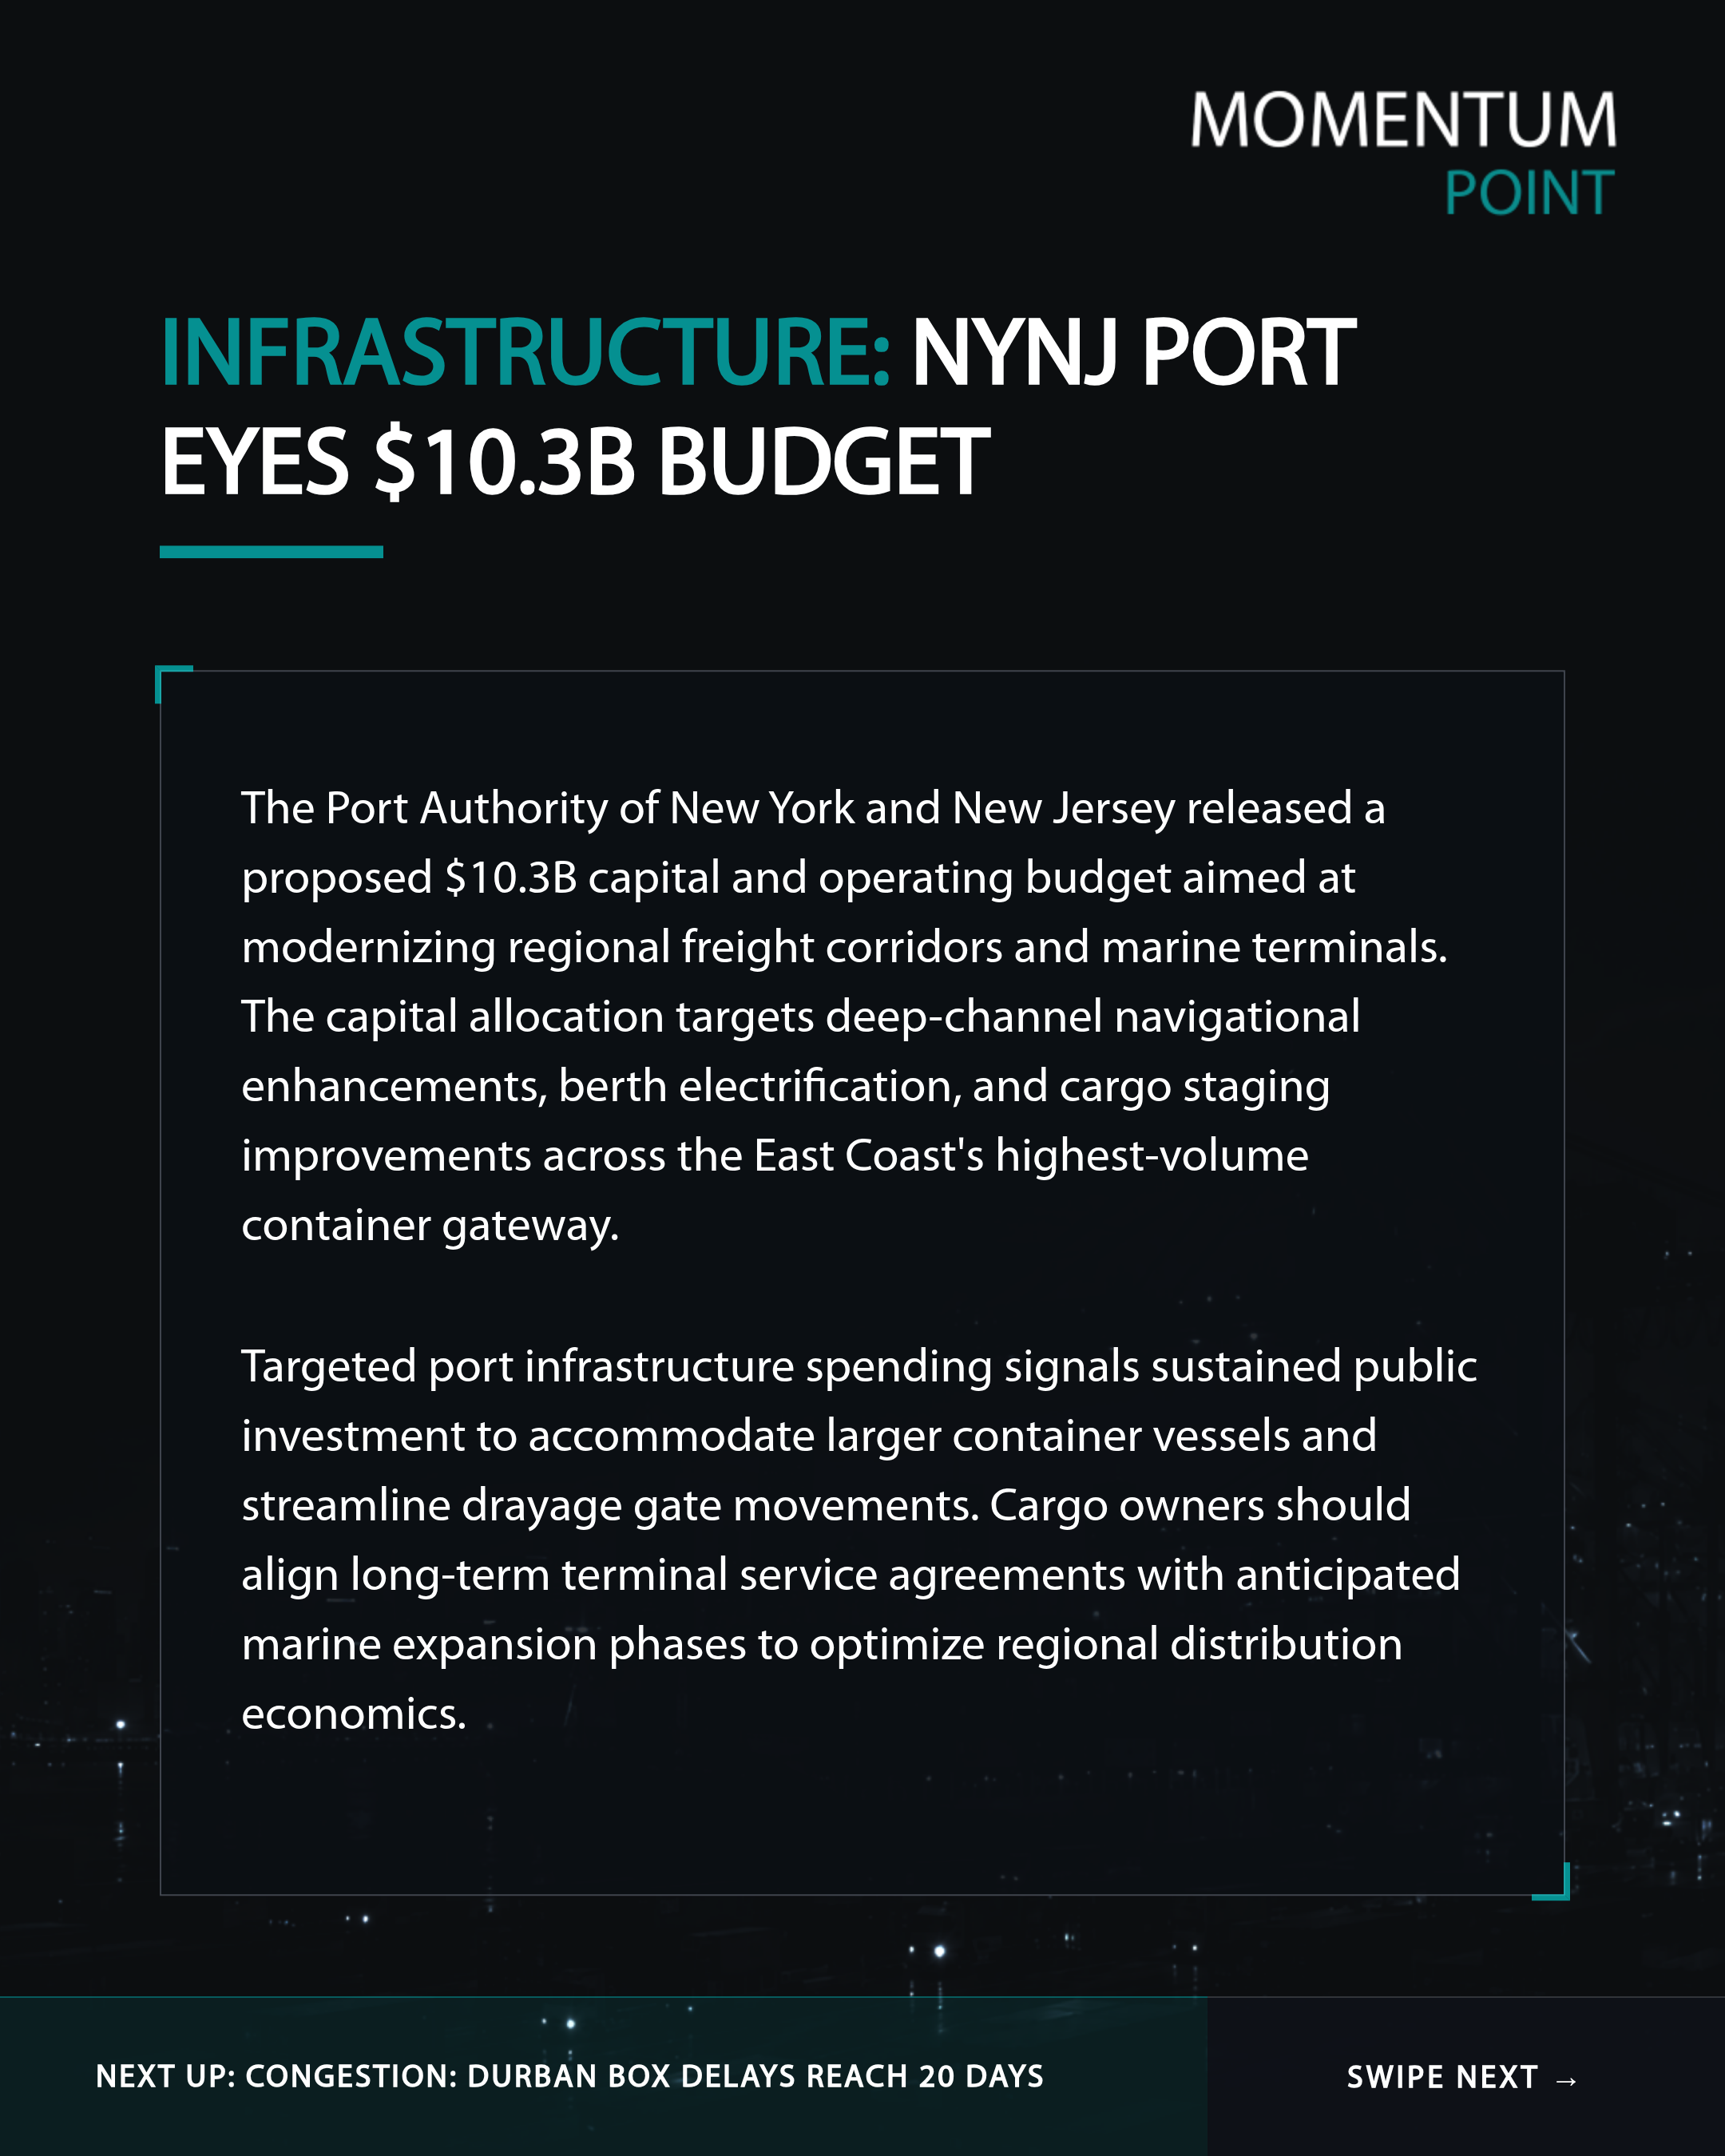 MOMENTUM
POINT
INFRASTRUCTURE: NYNJ PORT
EYES $10.3B BUDGET
The Port Authority of New York and New Jersey released a
proposed $10.3B capital and operating budget aimed at
modernizing regional freight corridors and marine terminals.
The capital allocation targets deep-channel navigational
enhancements, berth electrification, and cargo staging
improvements across the East Coast's highest-volume
container gateway.
Targeted port infrastructure spending signals sustained public
investment to accommodate larger container vessels and
streamline drayage gate movements. Cargo owners should
align long-term terminal service agreements with anticipated
marine expansion phases to optimize regional distribution
economics.
NEXT UP: CONGESTION: DURBAN BOX DELAYS REACH 20 DAYS
SWIPE NEXT →